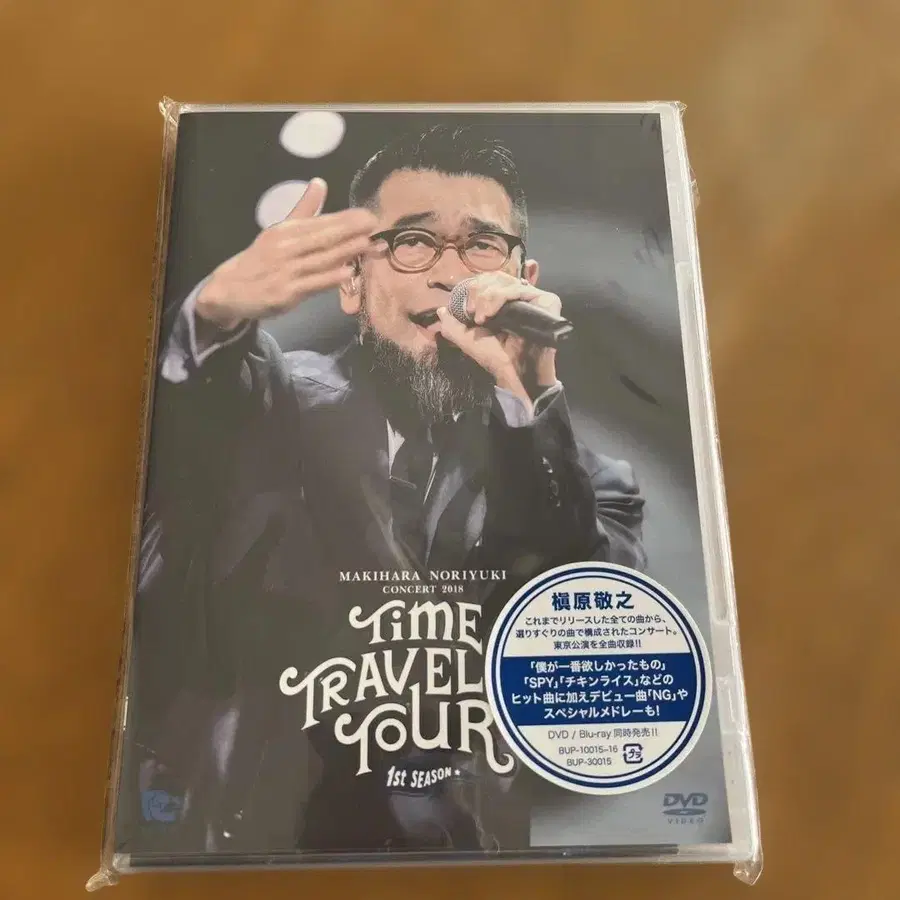 MAKIHARA NORIYUKI
CONCERT 2018
TiME
TRAVEL
TOUR
1st SEASON
槇原敬之
これまでリリースした全ての曲から、
選りすぐりの曲で構成されたコンサート。
東京公演を全曲収録!!
「僕が一番欲しかったもの」
「SPY」「チキンライス」などの
ヒット曲に加えデビュー曲「NG」や
スペシャルメドレーも!
DVD / Blu-ray 同時発売!!
BUP-10015-16
BUP-30015
プラ
DVD
VIDEO